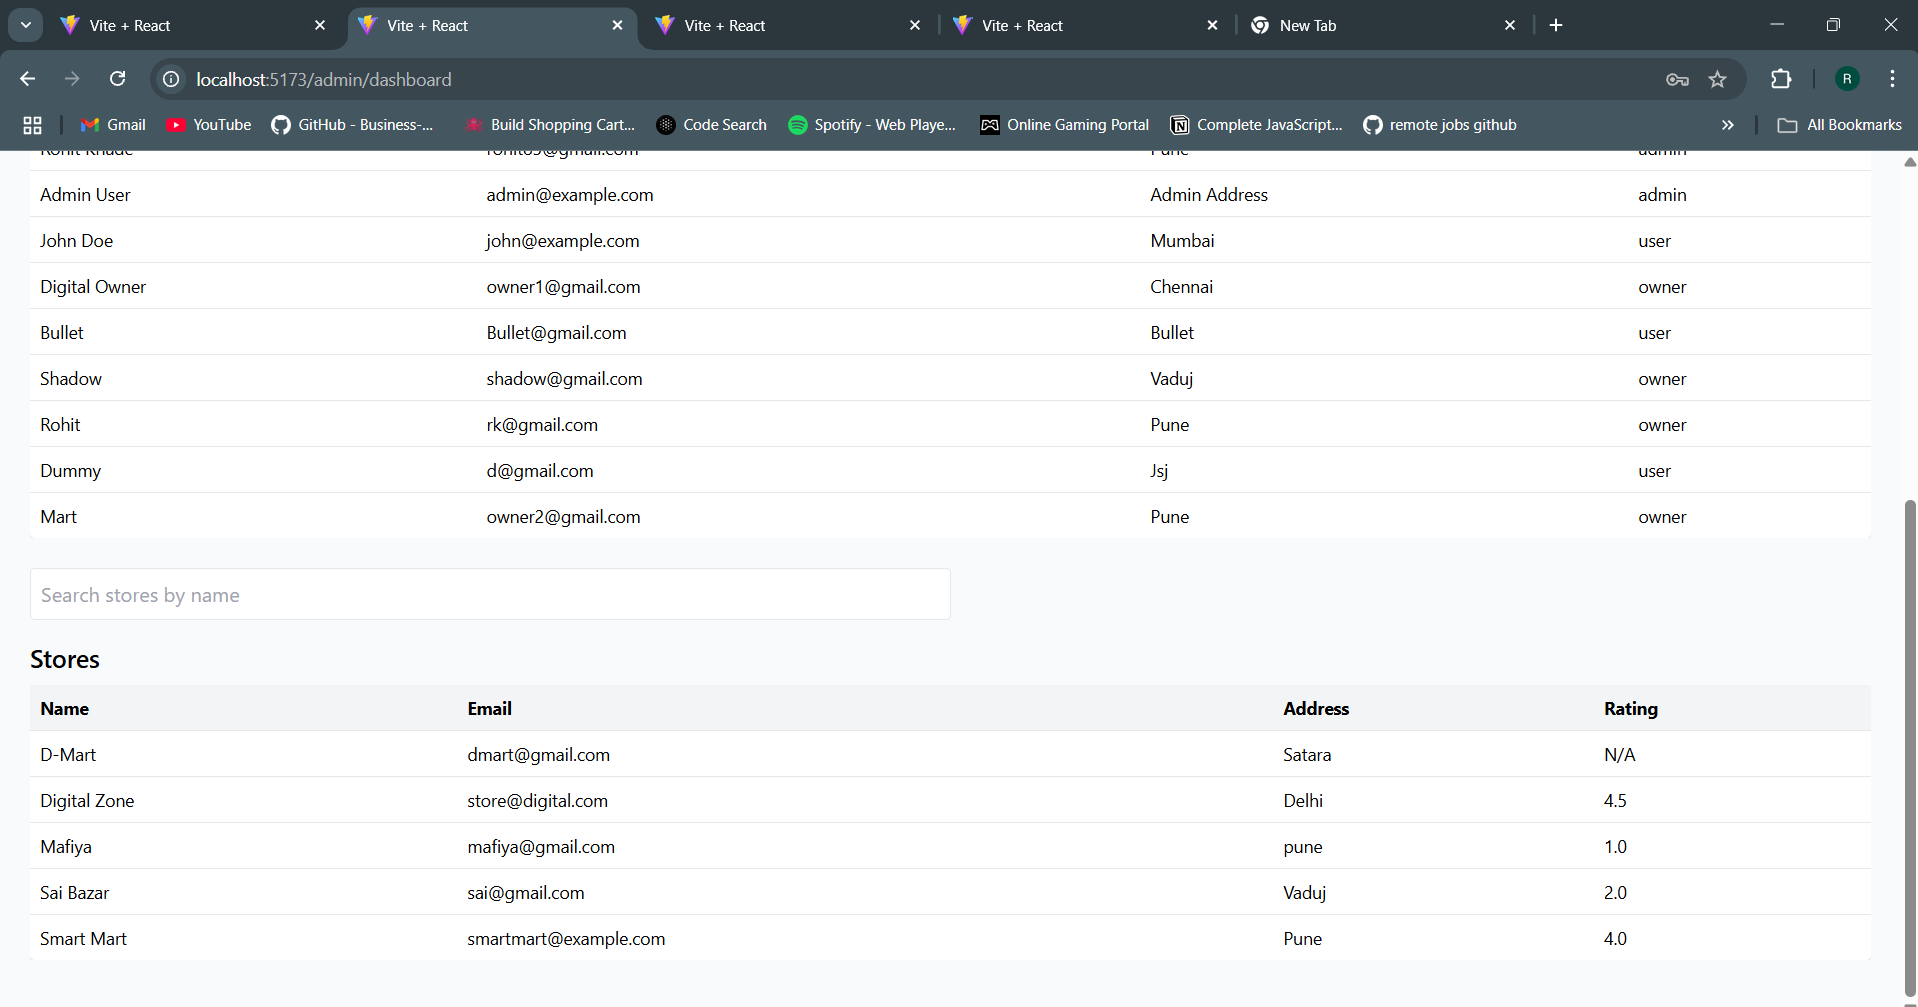 Vite + React Vite + React Vite + React Vite + React New Tab
localhost:5173/admin/dashboard R
Gmail YouTube GitHub - Business-... Build Shopping Cart... Code Search Spotify - Web Playe... Online Gaming Portal Complete JavaScript... remote jobs github » All Bookmarks
Admin User admin@example.com Admin Address admin
John Doe john@example.com Mumbai user
Digital Owner owner1@gmail.com Chennai owner
Bullet Bullet@gmail.com Bullet user
Shadow shadow@gmail.com Vaduj owner
Rohit rk@gmail.com Pune owner
Dummy d@gmail.com Jsj user
Mart owner2@gmail.com Pune owner
Search stores by name
Stores
Name Email Address Rating
D-Mart dmart@gmail.com Satara N/A
Digital Zone store@digital.com Delhi 4.5
Mafiya mafiya@gmail.com pune 1.0
Sai Bazar sai@gmail.com Vaduj 2.0
Smart Mart smartmart@example.com Pune 4.0